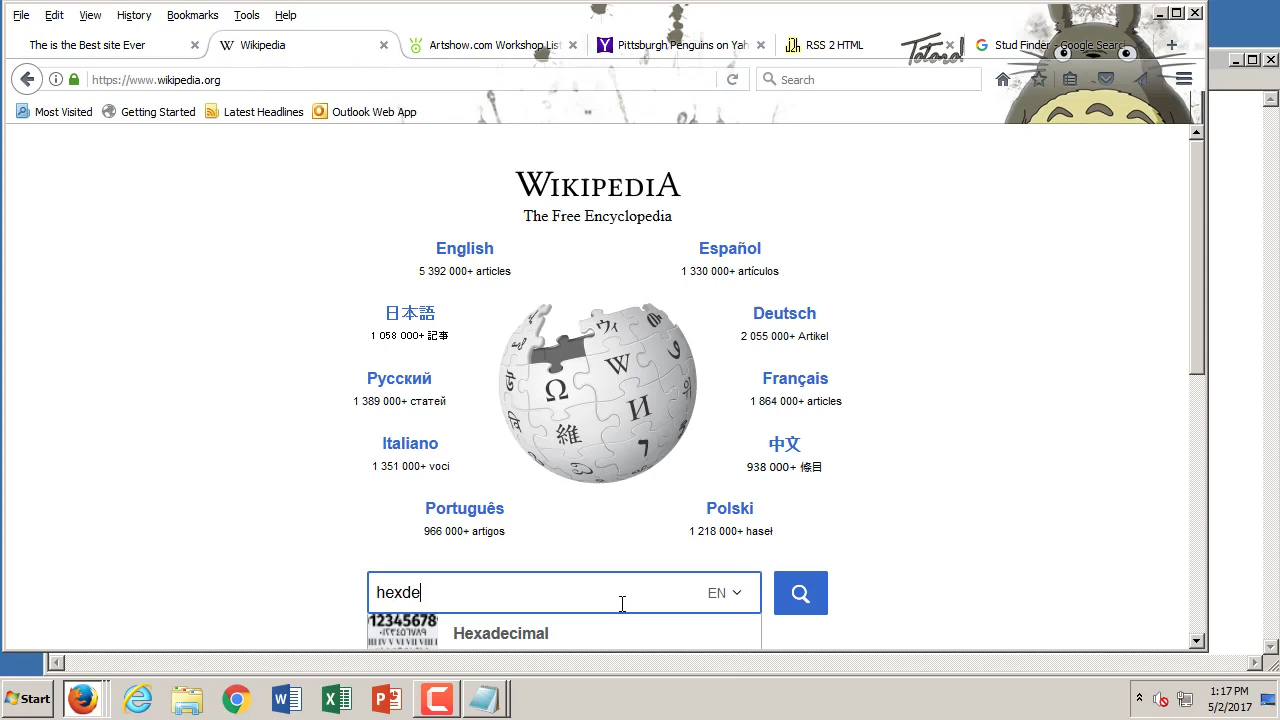 File Edit View History Bookmarks Tools Help
The is the Best site Ever
Wikipedia
Artshow.com Workshop List
Pittsburgh Penguins on Yah
RSS 2 HTML
Totoro!
Stud Finder - Google Search
https://www.wikipedia.org
Search
Most Visited Getting Started Latest Headlines Outlook Web App
WIKIPEDIA
The Free Encyclopedia
English
5 392 000+ articles
Español
1 330 000+ artículos
日本語
1 058 000+ 記事
Deutsch
2 055 000+ Artikel
Русский
1 389 000+ статей
Français
1 864 000+ articles
Italiano
1 351 000+ voci
中文
938 000+ 條目
Português
966 000+ artigos
Polski
1 218 000+ haseł
Ω W И 維 ウィ
hexde
EN
12345678
Hexadecimal
Start
1:17 PM
5/2/2017